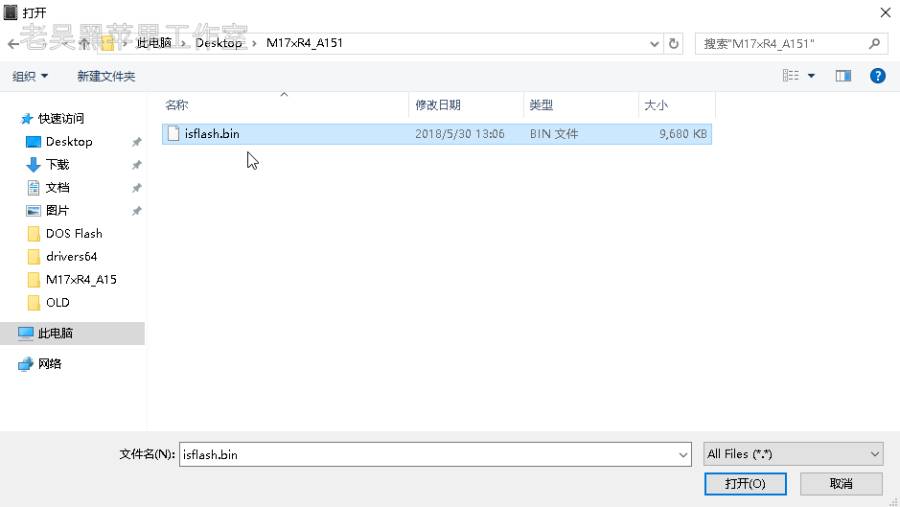 打开
老吴黑苹果工作室
此电脑 › Desktop › M17xR4_A151
搜索"M17xR4_A151"
组织 新建文件夹
名称 修改日期 类型 大小
isflash.bin 2018/5/30 13:06 BIN 文件 9,680 KB
快速访问
Desktop
下载
文档
图片
DOS Flash
drivers64
M17xR4_A15
OLD
此电脑
网络
文件名(N): isflash.bin All Files (*.*)
打开(O) 取消